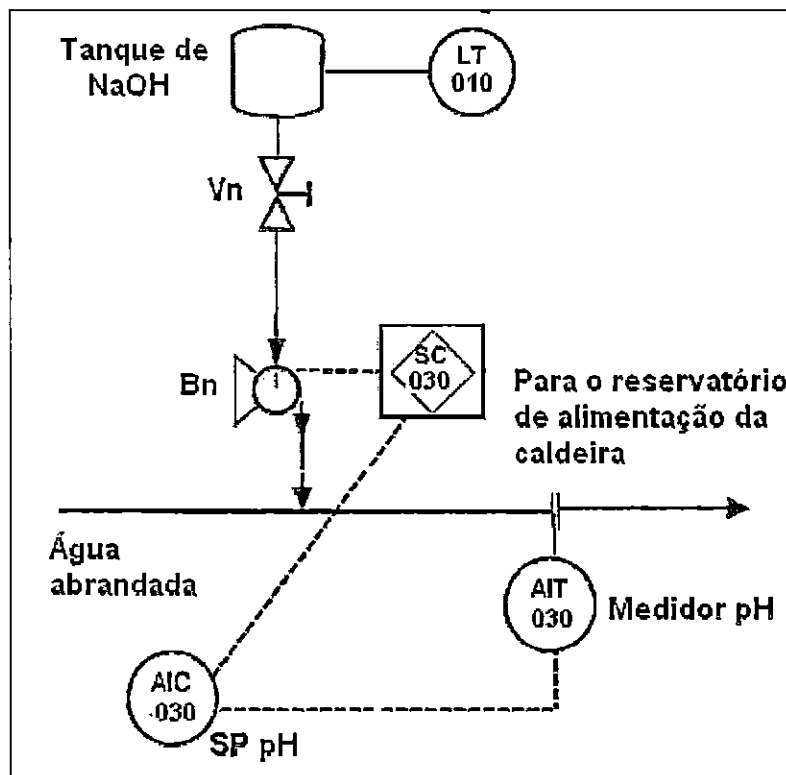 Tanque de
NaOH
LT
010
Vn
SC
030
Bn
Para o reservatório
de alimentação da
caldeira
Água
abrandada
AIT
030
Medidor pH
AIC
030
SP pH